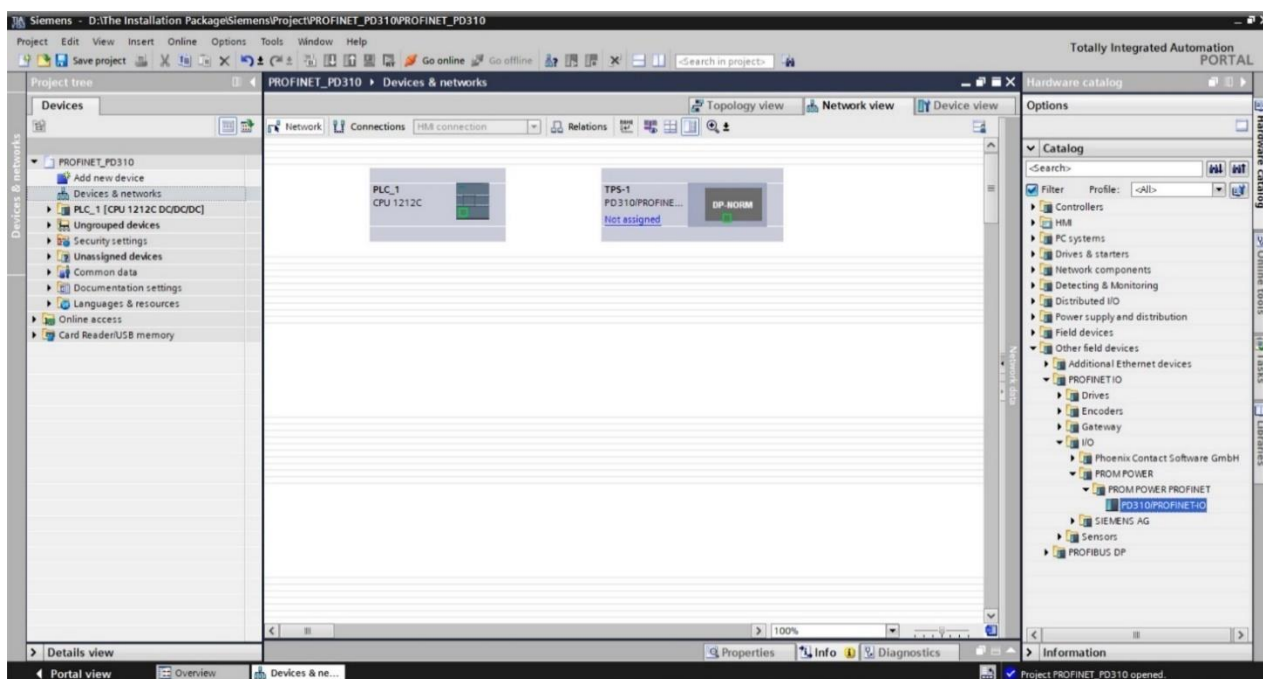 Siemens - D:\The Installation Package\Siemens\Project\PROFINET_PD310\PROFINET_PD310
Project Edit View Insert Online Options Tools Window Help
Totally Integrated Automation
PORTAL
Save project
Go online
Go offline
<Search in project>
Project tree
PROFINET_PD310 ▸ Devices & networks
Hardware catalog
Devices
Topology view
Network view
Device view
Options
Network
Connections
HMI connection
Relations
PROFINET_PD310
Add new device
Devices & networks
PLC_1 [CPU 1212C DC/DC/DC]
Ungrouped devices
Security settings
Unassigned devices
Common data
Documentation settings
Languages & resources
Online access
Card Reader/USB memory
PLC_1
CPU 1212C
TPS-1
PD310/PROFINE...
Not assigned
DP-NORM
Catalog
<Search>
Filter Profile: <All>
Controllers
HMI
PC systems
Drives & starters
Network components
Detecting & Monitoring
Distributed I/O
Power supply and distribution
Field devices
Other field devices
Additional Ethernet devices
PROFINET IO
Drives
Encoders
Gateway
I/O
Phoenix Contact Software GmbH
PROM POWER
PROM POWER PROFINET
PD310/PROFINET-IO
SIEMENS AG
Sensors
PROFIBUS DP
Devices & networks
Network data
Hardware catalog
Online tools
Tasks
Libraries
100%
Details view
Properties
Info
Diagnostics
Information
Portal view
Overview
Devices & ne...
Project PROFINET_PD310 opened.